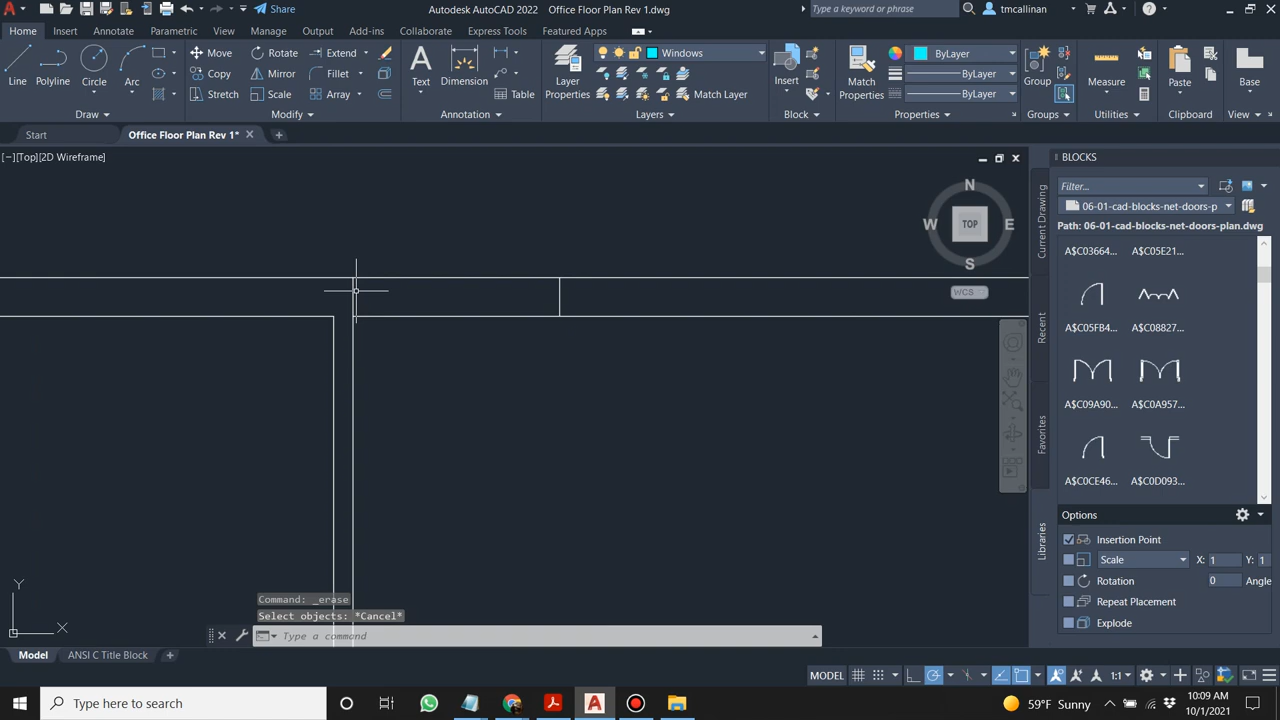 Share
Autodesk AutoCAD 2022 Office Floor Plan Rev 1.dwg
Type a keyword or phrase
tmcallinan
Home Insert Annotate Parametric View Manage Output Add-ins Collaborate Express Tools Featured Apps
Line Polyline Circle Arc
Move Rotate Extend
Copy Mirror Fillet
Stretch Scale Array
Text Dimension
Table
Layer Properties
Windows
Match Layer
Insert
Match Properties
ByLayer
ByLayer
ByLayer
Group
Measure
Paste
Base
Draw Modify Annotation Layers Block Properties Groups Utilities Clipboard View
Start Office Floor Plan Rev 1*
[−][Top][2D Wireframe]
N
W TOP E
S
WCS
BLOCKS
Filter...
06-01-cad-blocks-net-doors-p
Path: 06-01-cad-blocks-net-doors-plan.dwg
A$C03664... A$C05E21...
A$C05FB4... A$C08827...
A$C09A90... A$C0A957...
A$C0CE46... A$C0D093...
Current Drawing
Recent
Favorites
Libraries
Options
Insertion Point
Scale X: 1 Y: 1
Rotation 0 Angle
Repeat Placement
Explode
Y
X
Command: _erase
Select objects: *Cancel*
Type a command
Model ANSI C Title Block
MODEL 1:1
Type here to search
59°F Sunny
10:09 AM
10/1/2021